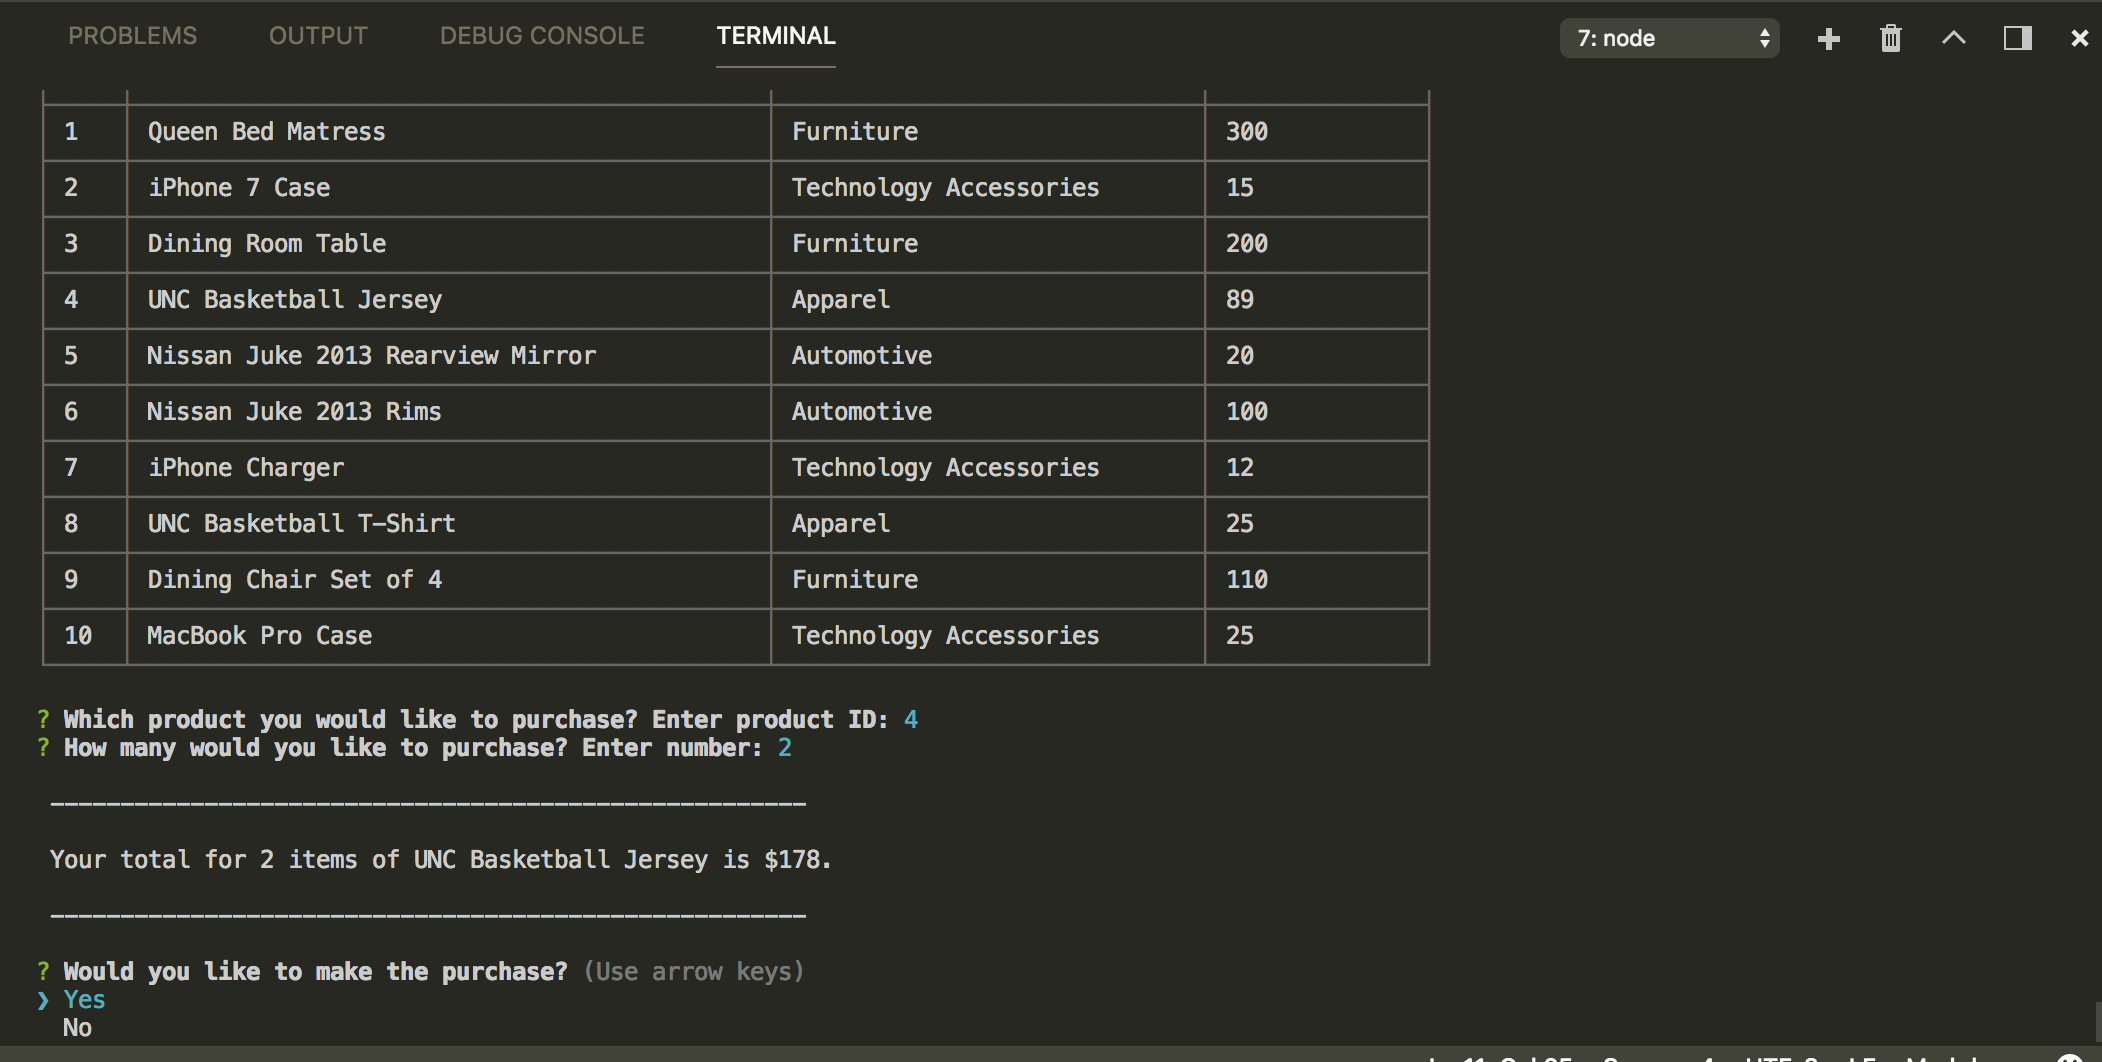 PROBLEMS OUTPUT DEBUG CONSOLE TERMINAL 7: node
1 Queen Bed Matress Furniture 300
2 iPhone 7 Case Technology Accessories 15
3 Dining Room Table Furniture 200
4 UNC Basketball Jersey Apparel 89
5 Nissan Juke 2013 Rearview Mirror Automotive 20
6 Nissan Juke 2013 Rims Automotive 100
7 iPhone Charger Technology Accessories 12
8 UNC Basketball T-Shirt Apparel 25
9 Dining Chair Set of 4 Furniture 110
10 MacBook Pro Case Technology Accessories 25
? Which product you would like to purchase? Enter product ID: 4
? How many would you like to purchase? Enter number: 2
------------------------------------------------------
Your total for 2 items of UNC Basketball Jersey is $178.
------------------------------------------------------
? Would you like to make the purchase? (Use arrow keys)
❯ Yes
No